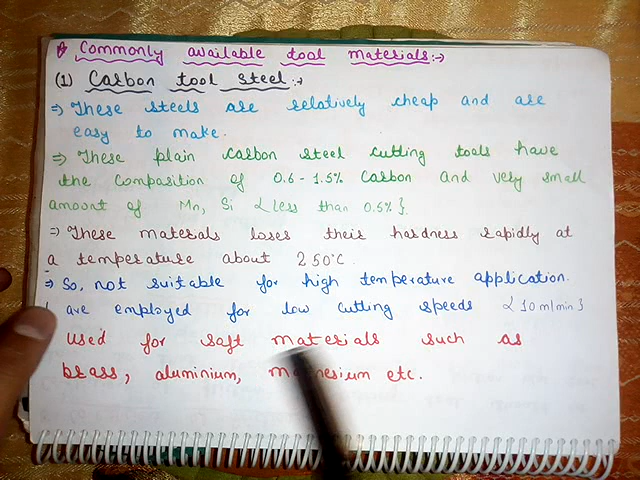 Commonly available tool materials:→
(1) Carbon tool steel:→
⇒ These steels are relatively cheap and are
easy to make.
⇒ These plain carbon steel cutting tools have
the composition of 0.6 - 1.5% Carbon and very small
amount of Mn, Si {less than 0.5%}.
⇒ These materials loses their hardness rapidly at
a temperature about 250°C.
⇒ So, not suitable for high temperature application.
are employed for low cutting speeds {10 m/min}
used for soft materials such as
brass, aluminium, etc.